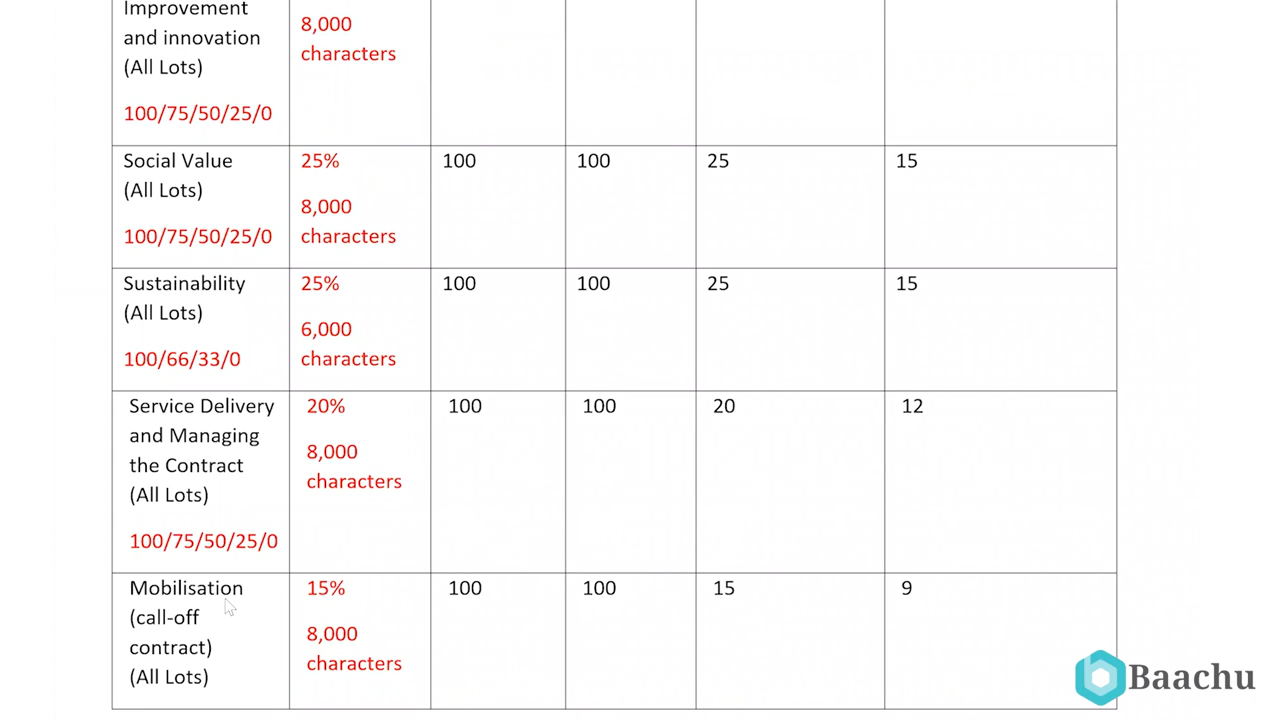 Improvement
and innovation
(All Lots)
100/75/50/25/0
8,000
characters
Social Value
(All Lots)
100/75/50/25/0
25%
8,000
characters
100
100
25
15
Sustainability
(All Lots)
100/66/33/0
25%
6,000
characters
100
100
25
15
Service Delivery
and Managing
the Contract
(All Lots)
100/75/50/25/0
20%
8,000
characters
100
100
20
12
Mobilisation
(call-off
contract)
(All Lots)
15%
8,000
characters
100
100
15
9
Baachu